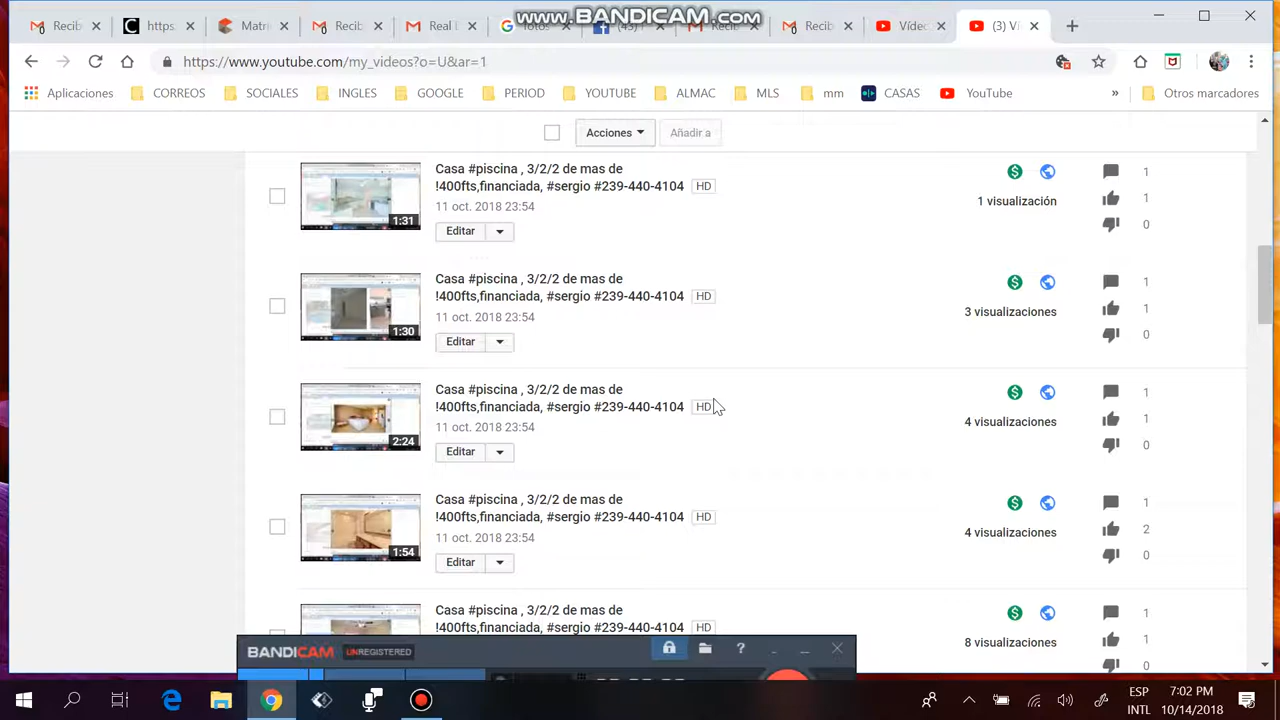 www.BANDICAM.com
Recib
https
Matri
Recib
Real
Recib
Recib
Vídeo
(3) Ví
https://www.youtube.com/my_videos?o=U&ar=1
Aplicaciones
CORREOS
SOCIALES
INGLES
GOOGLE
PERIOD
YOUTUBE
ALMAC
MLS
mm
CASAS
YouTube
»
Otros marcadores
Acciones
Añadir a
Casa #piscina , 3/2/2 de mas de
!400fts,financiada, #sergio #239-440-4104 HD
11 oct. 2018 23:54
1:31
Editar
1 visualización
1
1
0
Casa #piscina , 3/2/2 de mas de
!400fts,financiada, #sergio #239-440-4104 HD
11 oct. 2018 23:54
1:30
Editar
3 visualizaciones
1
1
0
Casa #piscina , 3/2/2 de mas de
!400fts,financiada, #sergio #239-440-4104 HD
11 oct. 2018 23:54
2:24
Editar
4 visualizaciones
1
1
0
Casa #piscina , 3/2/2 de mas de
!400fts,financiada, #sergio #239-440-4104 HD
11 oct. 2018 23:54
1:54
Editar
4 visualizaciones
1
2
0
Casa #piscina , 3/2/2 de mas de
!400fts,financiada, #sergio #239-440-4104 HD
8 visualizaciones
1
1
0
BANDICAM UNREGISTERED
ESP
INTL
7:02 PM
10/14/2018